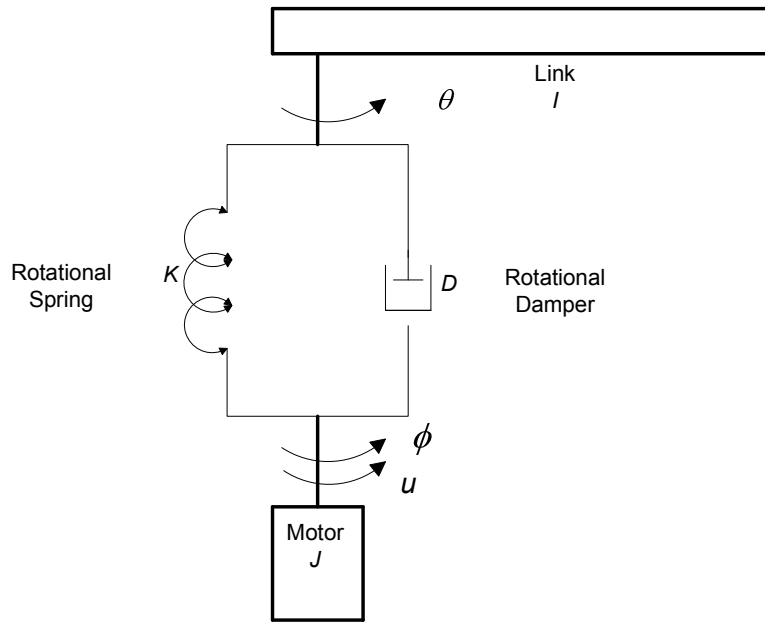 Link
I
θ
Rotational
Spring
K
D
Rotational
Damper
ϕ
u
Motor
J